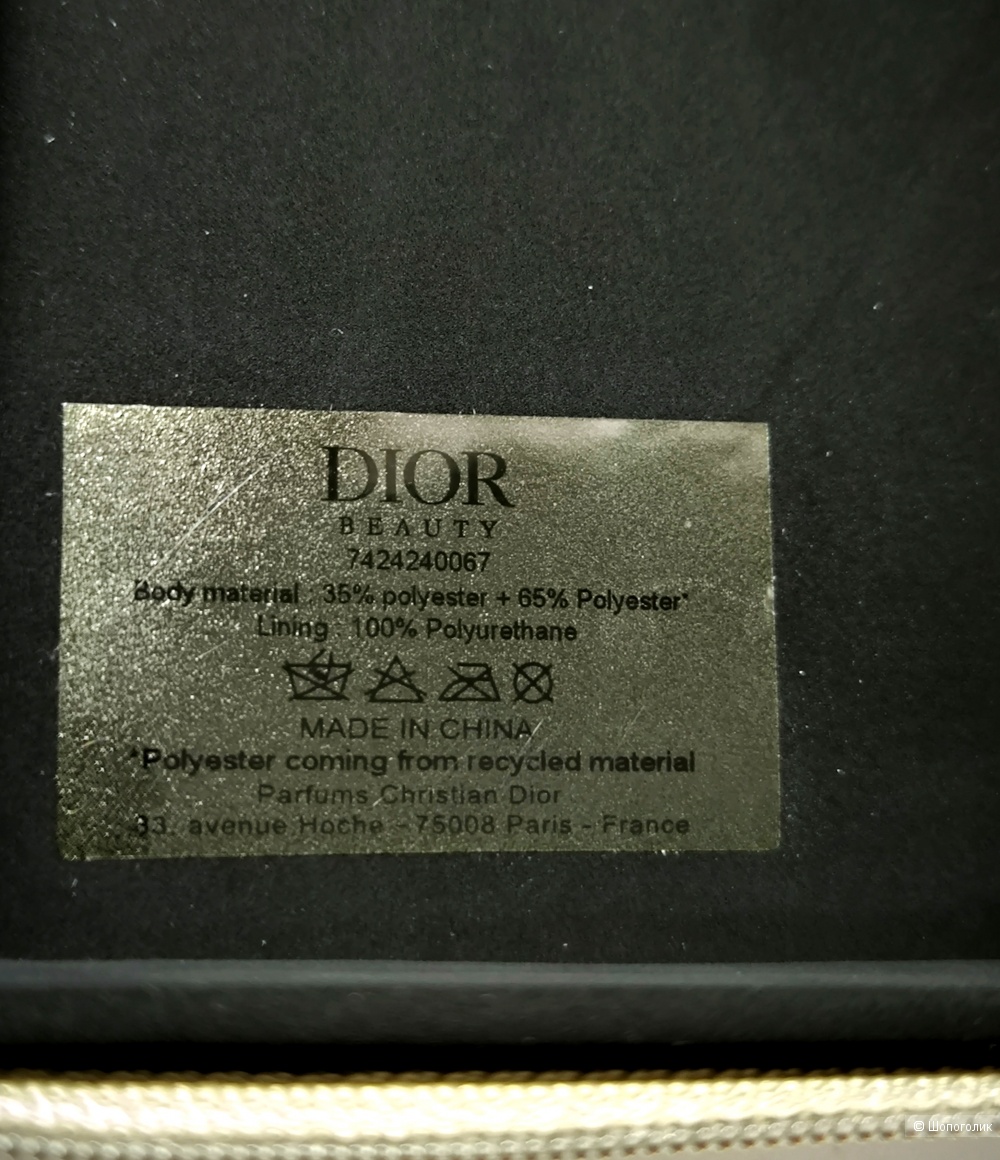 DIOR
BEAUTY
7424240067
Body material : 35% polyester + 65% Polyester*
Lining : 100% Polyurethane
MADE IN CHINA
*Polyester coming from recycled material
Parfums Christian Dior
33, avenue Hoche - 75008 Paris - France
© Шопоголик